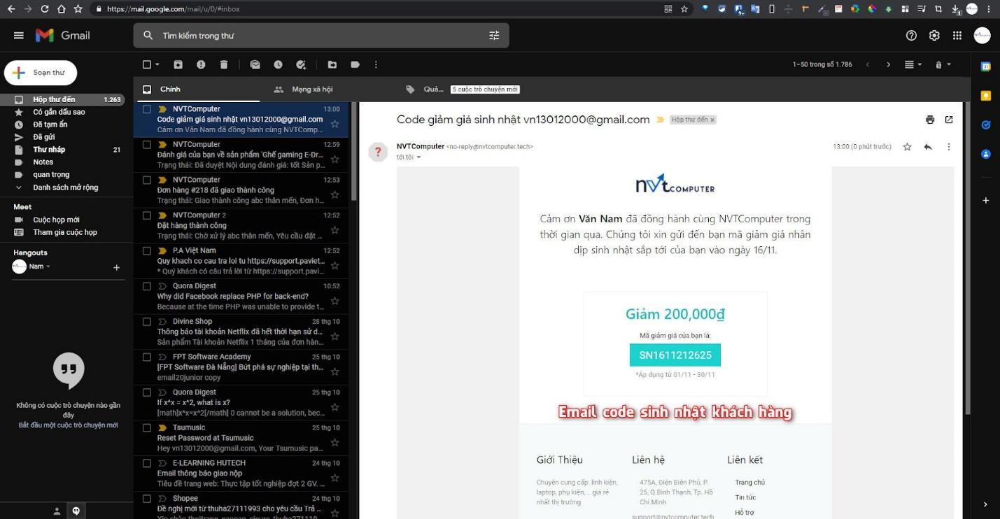 https://mail.google.com/mail/u/0/#inbox
9+
1
Gmail
Tìm kiếm trong thư
Soạn thư
1–50 trong số 1.786
Hộp thư đến 1.263
Có gắn dấu sao
Đã tạm ẩn
Đã gửi
Thư nháp 21
Notes
quan trọng
Danh sách mở rộng
Meet
Cuộc họp mới
Tham gia cuộc họp
Hangouts
Nam
Không có cuộc trò chuyện nào gần
đây
Bắt đầu một cuộc trò chuyện mới
Chính
Mạng xã hội
Quả... 5 cuộc trò chuyện mới
NVTComputer 13:00
Code giảm giá sinh nhật vn13012000@gmail.com
Cảm ơn Văn Nam đã đồng hành cùng NVTComp...
NVTComputer 12:59
Đánh giá của bạn về sản phẩm 'Ghế gaming E-Dr...
Trạng thái: Đã duyệt Nội dung đánh giá: tốt Sản p...
NVTComputer 12:53
Đơn hàng #218 đã giao thành công
Trạng thái: Giao thành công abc thân mến, Đơn h...
NVTComputer 2 12:52
Đặt hàng thành công
Trạng thái: Chờ xử lý abc thân mến, Yêu cầu đặt ...
P.A Việt Nam 12:52
Quy khach co cau tra loi tu https://support.paviet...
* Quý khách có câu trả lời từ https://support.pavi...
Quora Digest 10:52
Why did Facebook replace PHP for back-end?
Because at the time PHP was unable to provide t...
Divine Shop 28 thg 10
Thông báo tài khoản Netflix đã hết thời hạn sử d...
Sản phẩm Tài khoản Netflix 1 tháng của đơn hàn...
FPT Software Academy 25 thg 10
[FPT Software Đà Nẵng] Bứt phá sự nghiệp tại th...
email20junior copy
Quora Digest 25 thg 10
If x^x = x^2, what is x?
[math]x^x=x^2[/math] 0 cannot be a solution, bec...
Tsumusic 25 thg 10
Reset Password at Tsumusic
Hey vn13012000@gmail.com, Your Tsumusic pa...
E-LEARNING HUTECH 24 thg 10
Email thông báo giao nộp
Tiêu đề trang web: Thực tập tốt nghiệp đợt 2 GV. ...
Shopee 24 thg 10
Đề nghị mới từ thuha27111993 cho yêu cầu Trả ...
Code giảm giá sinh nhật vn13012000@gmail.com Hộp thư đến x
NVTComputer <no-reply@nvtcomputer.tech> 13:00 (0 phút trước)
tới tôi
nvtCOMPUTER
Cảm ơn Văn Nam đã đồng hành cùng NVTComputer trong
thời gian qua. Chúng tôi xin gửi đến bạn mã giảm giá nhân
dịp sinh nhật sắp tới của bạn vào ngày 16/11.
Giảm 200,000₫
Mã giảm giá của bạn là:
SN1611212625
*Áp dụng từ 01/11 - 30/11
Email code sinh nhật khách hàng
Giới Thiệu
Chuyên cung cấp: linh kiện,
laptop, phụ kiện,... giá rẻ
nhất thị trường
Liên hệ
475A, Điện Biên Phủ, P.
25, Q.Bình Thạnh, Tp. Hồ
Chí Minh
support@nvtcomputer.tech
Liên kết
Trang chủ
Tin tức
Hỗ trợ